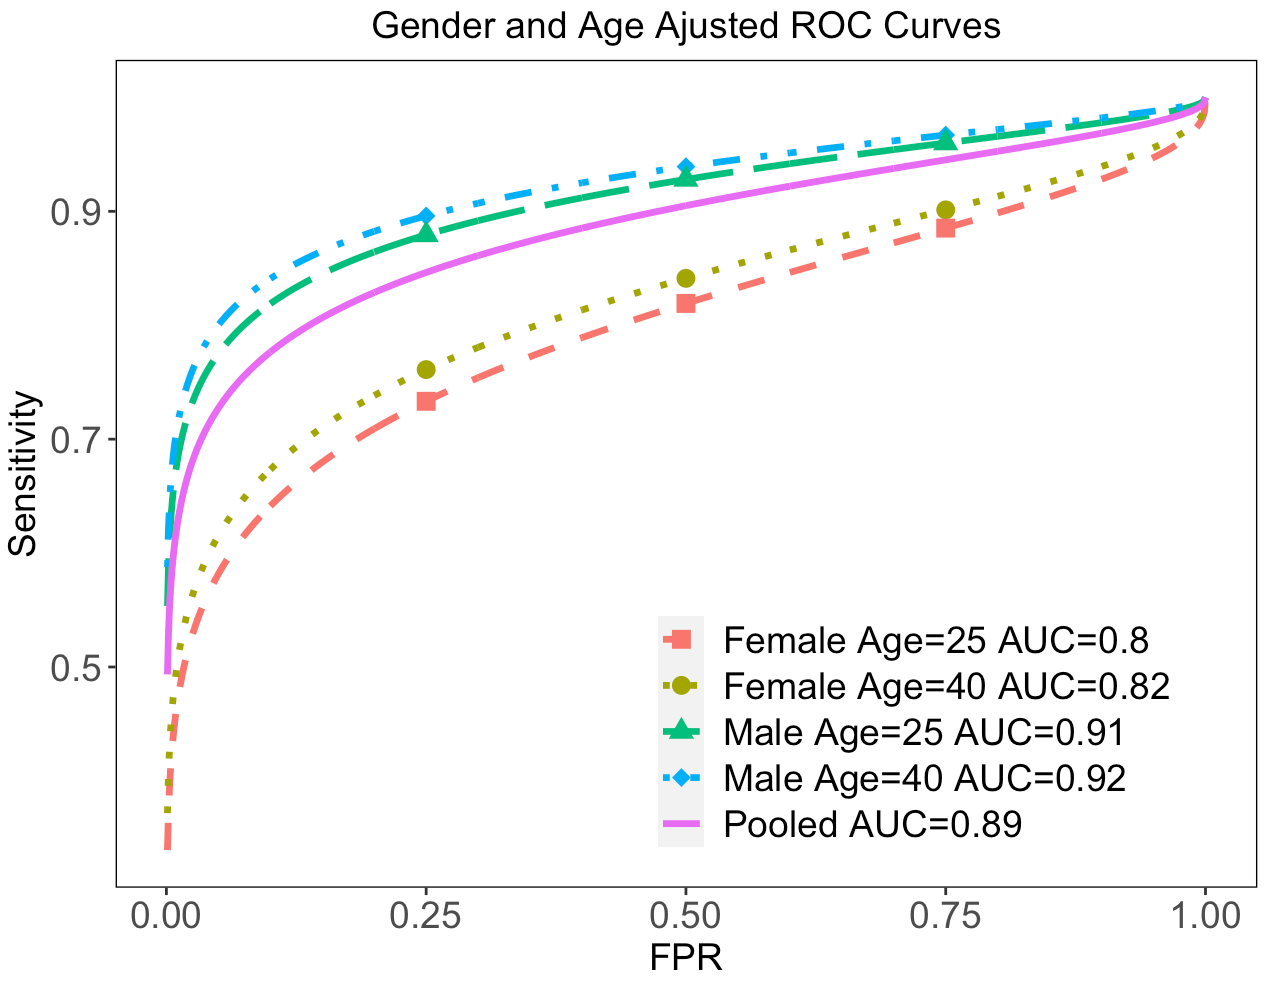 Gender and Age Ajusted ROC Curves
Sensitivity
0.9
0.7
0.5
Female Age=25 AUC=0.8
Female Age=40 AUC=0.82
Male Age=25 AUC=0.91
Male Age=40 AUC=0.92
Pooled AUC=0.89
0.00 0.25 0.50 0.75 1.00
FPR